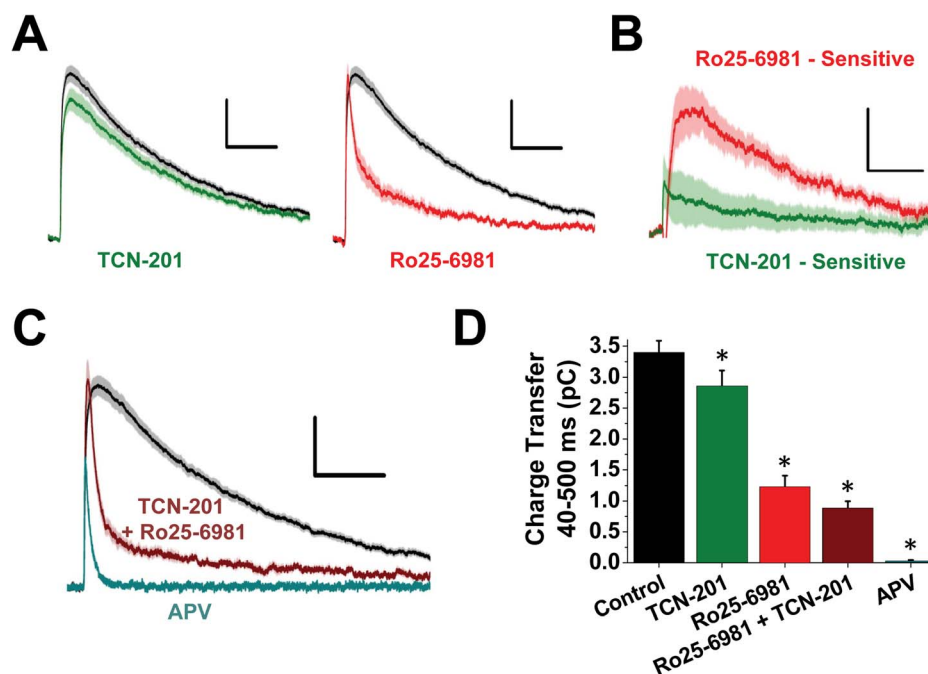 A
TCN-201
Ro25-6981
B
Ro25-6981 - Sensitive
TCN-201 - Sensitive
C
TCN-201
+ Ro25-6981
APV
D
Charge Transfer
40-500 ms (pC)
3.5
3.0
2.5
2.0
1.5
1.0
0.5
0.0
*
*
*
*
Control
TCN-201
Ro25-6981
Ro25-6981 + TCN-201
APV